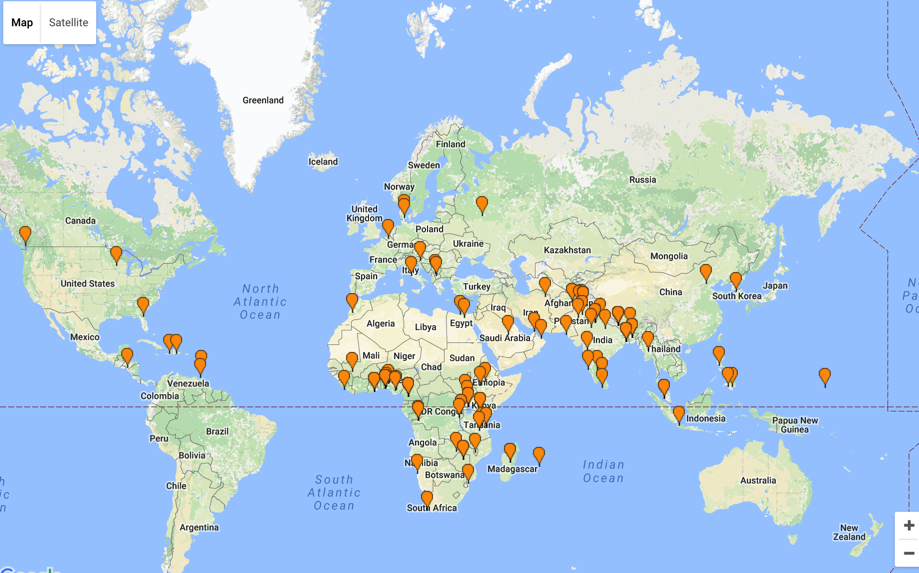 Map Satellite
Greenland
Iceland
Finland
Sweden
Norway
Russia
Canada
United
Kingdom
Poland
Germa
Ukraine
France
Kazakhstan
Mongolia
Italy
Spain
Turkey
United States
North
Atlantic
Ocean
China
Japan
South Korea
Afghanis
Iraq
Iran
Algeria
Libya
Egypt
Pakistan
Saudi Arabia
Mexico
India
Thailand
Mali
Niger
Sudan
Chad
Ethiopia
Venezuela
Colombia
DR Congo
Kenya
Tanzania
Indonesia
Papua New
Guinea
Brazil
Peru
Angola
Bolivia
Namibia
Botswana
Madagascar
Indian
Ocean
South
Atlantic
Ocean
Chile
Australia
South Africa
Argentina
New
Zealand
+
−